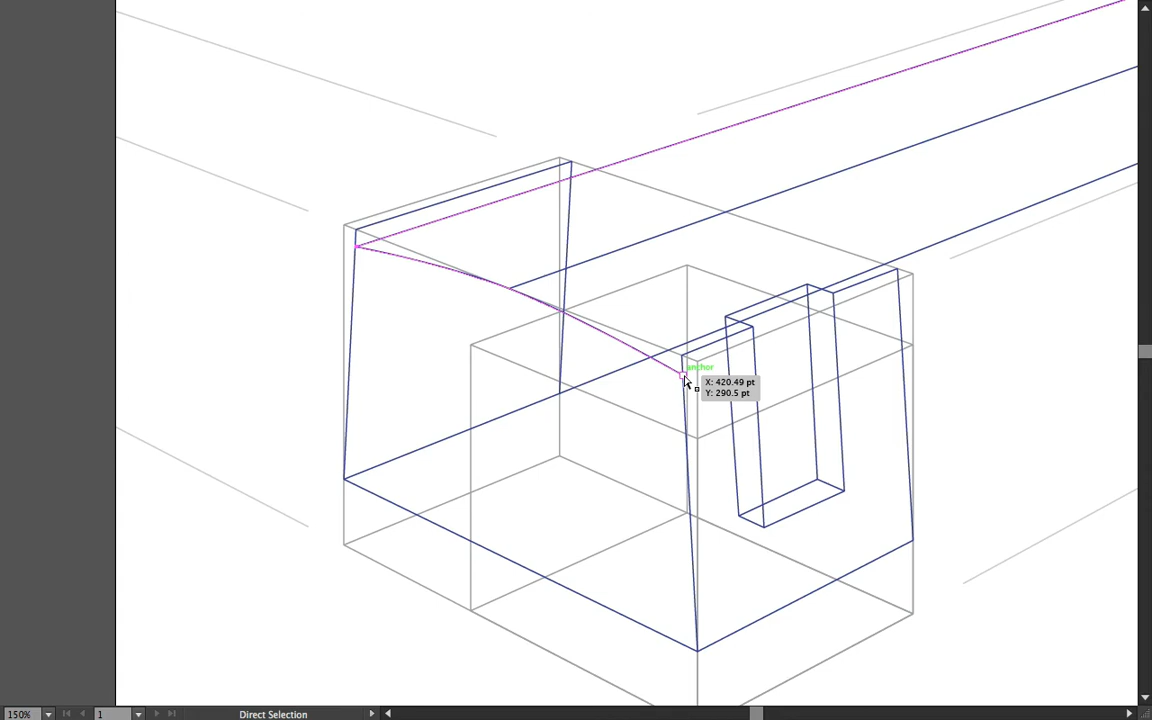 anchor
X: 420.49 pt
Y: 290.5 pt
150%
1
Direct Selection